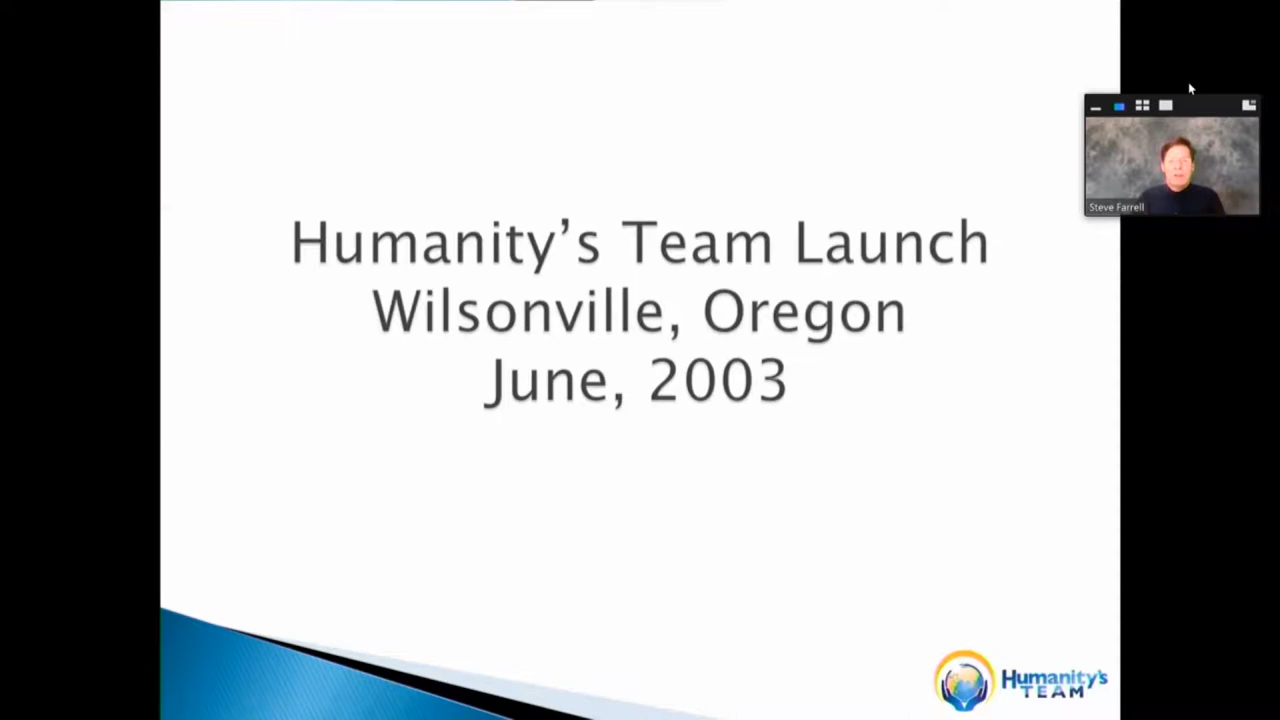 Humanity’s Team Launch
Wilsonville, Oregon
June, 2003
Steve Farrell
Humanity's
TEAM